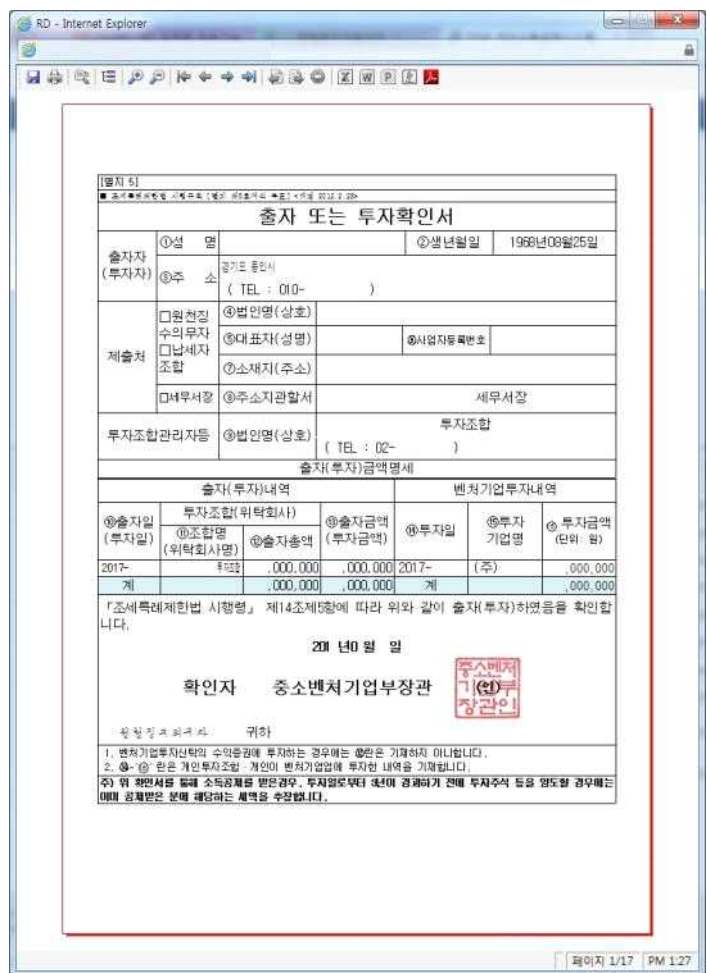 RD - Internet Explorer
[별지 5]
출자 또는 투자확인서
출자자
(투자자)
①성 명
②생년월일
1968년08월25일
③주 소
경기도 용인시
( TEL : 010- )
제출처
□원천징
수의무자
□납세자
조합
④법인명(상호)
⑤대표자(성명)
⑥사업자등록번호
⑦소재지(주소)
□세무서장
⑧주소지관할서
세무서장
투자조합관리자등
⑨법인명(상호)
투자조합
( TEL : 02- )
출자(투자)금액명세
출자(투자)내역
벤처기업투자내역
⑩출자일
(투자일)
투자조합(위탁회사)
⑪조합명
(위탁회사명)
⑫출자총액
⑬출자금액
(투자금액)
⑭투자일
⑮투자
기업명
투자금액
(단위: 원)
2017- 투자조합 ,000,000 ,000,000 2017- (주) ,000,000
계 ,000,000 ,000,000 계 ,000,000
「조세특례제한법 시행령」 제14조제5항에 따라 위와 같이 출자(투자)하였음을 확인합
니다.
201 년0 월 일
확인자 중소벤처기업부장관 (인)
중소벤처
기업부
장관인
원천징수의무자 귀하
1. 벤처기업투자신탁의 수익증권에 투자하는 경우에는 ⑫란은 기재하지 아니합니다.
란은 개인투자조합·개인이 벤처기업업에 투자한 내역을 기재합니다.
주) 위 확인서를 통해 소득공제를 받은경우, 투자일로부터 3년이 경과하기 전에 투자주식 등을 양도할 경우에는
이미 공제받은 분에 해당하는 세액을 추장합니다.
페이지 1/17 PM 1:27